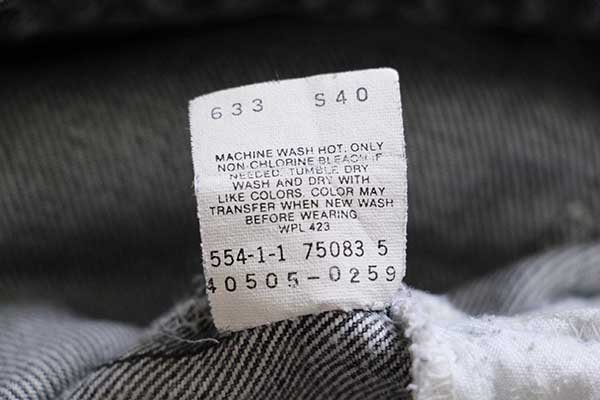 633 S40
MACHINE WASH HOT. ONLY
NON-CHLORINE BLEACH IF
NEEDED. TUMBLE DRY
WASH AND DRY WITH
LIKE COLORS. COLOR MAY
TRANSFER WHEN NEW WASH
BEFORE WEARING
WPL 423
554-1-1 75083 5
40505-0259